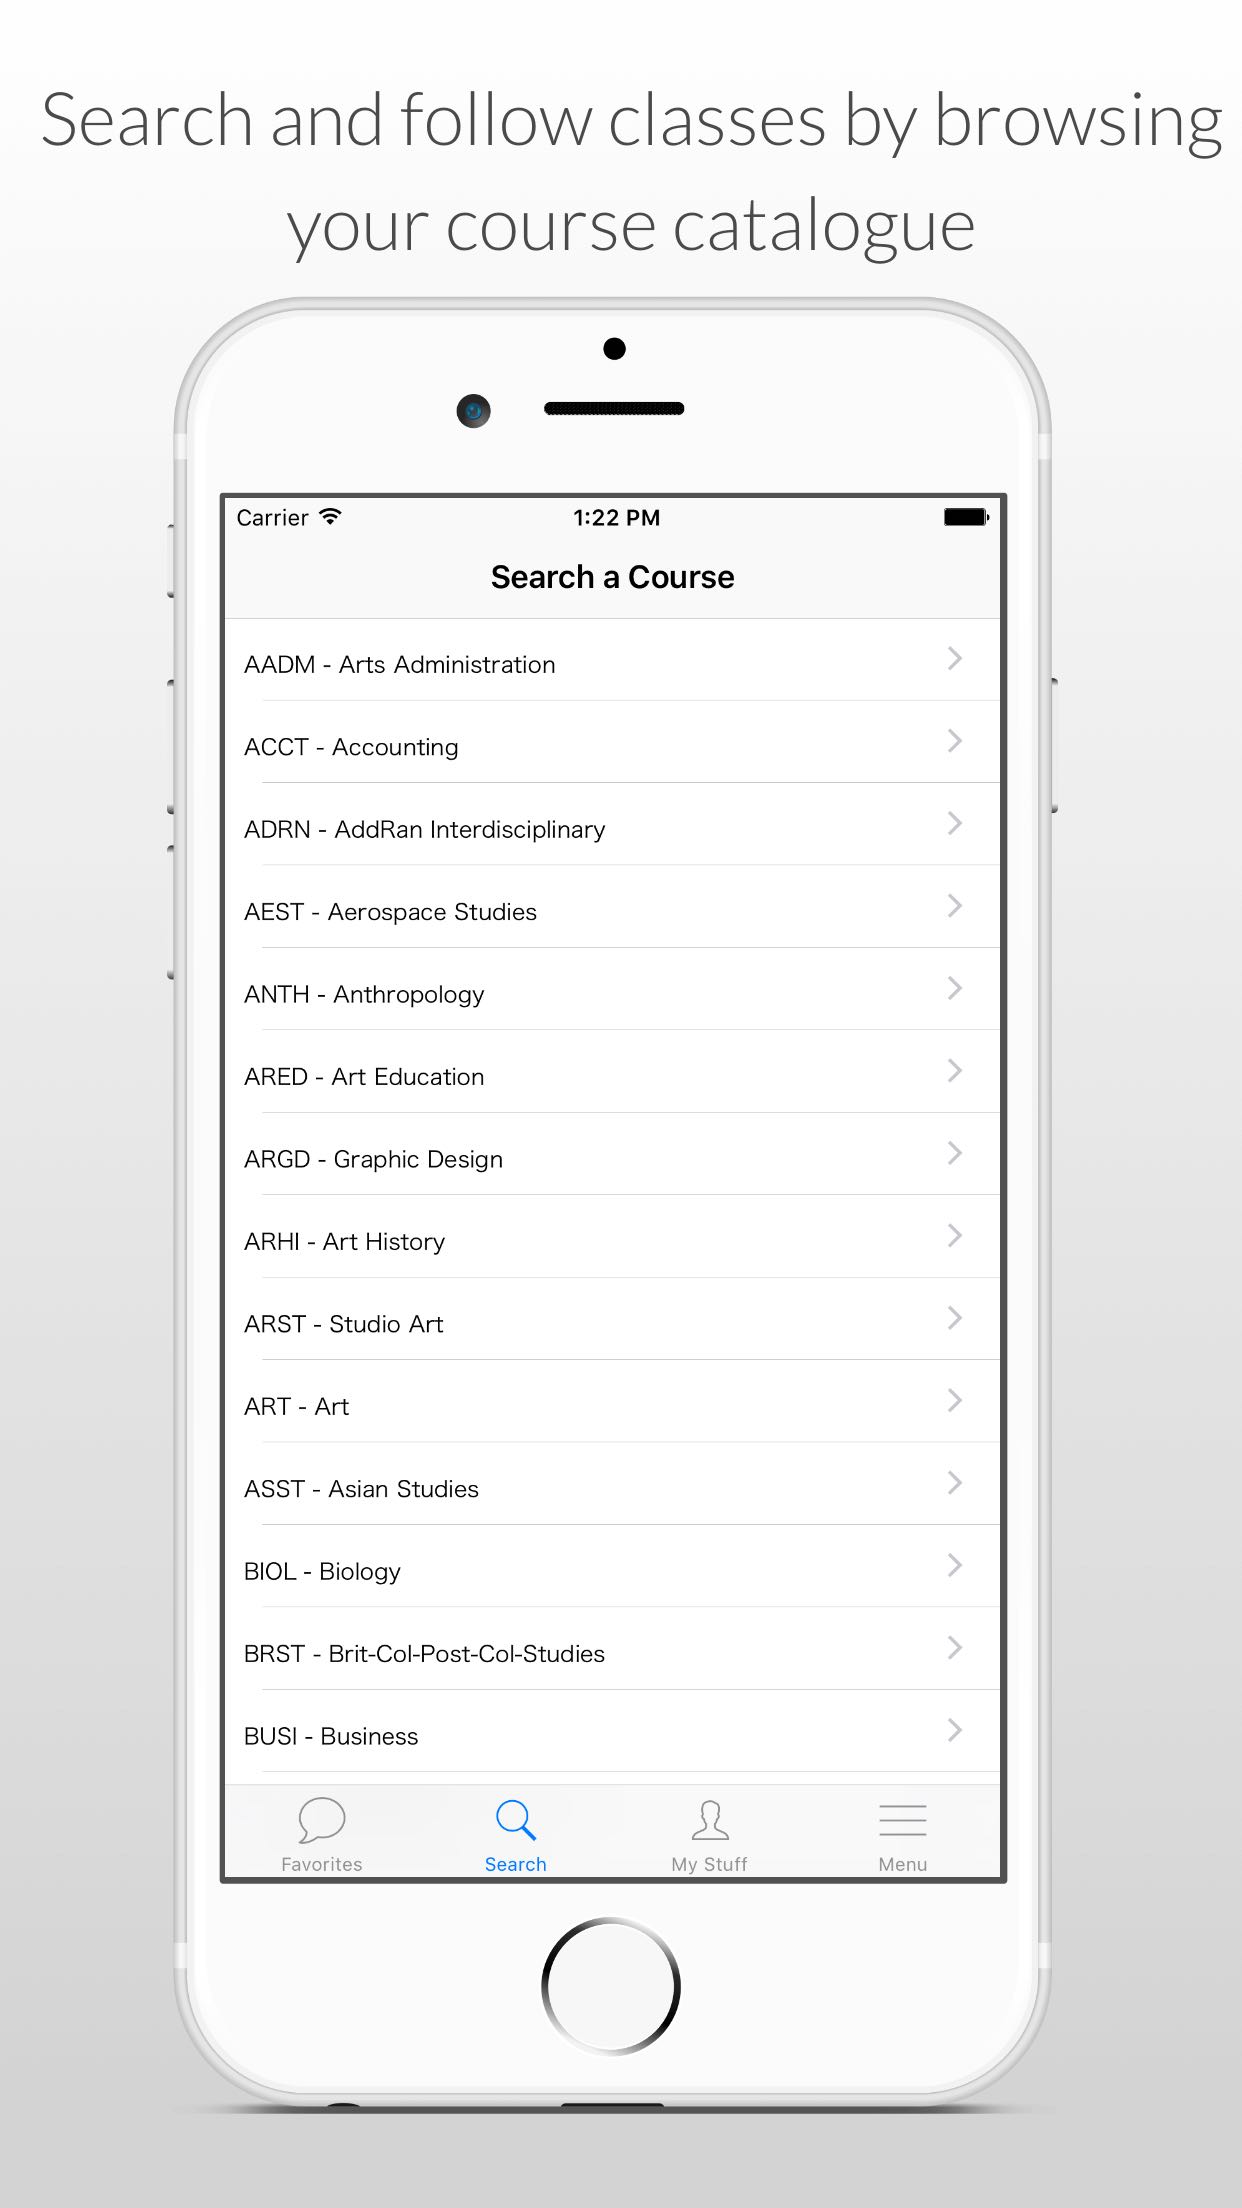 Search and follow classes by browsing
your course catalogue
Carrier 1:22 PM
Search a Course
AADM - Arts Administration
ACCT - Accounting
ADRN - AddRan Interdisciplinary
AEST - Aerospace Studies
ANTH - Anthropology
ARED - Art Education
ARGD - Graphic Design
ARHI - Art History
ARST - Studio Art
ART - Art
ASST - Asian Studies
BIOL - Biology
BRST - Brit-Col-Post-Col-Studies
BUSI - Business
Favorites Search My Stuff Menu